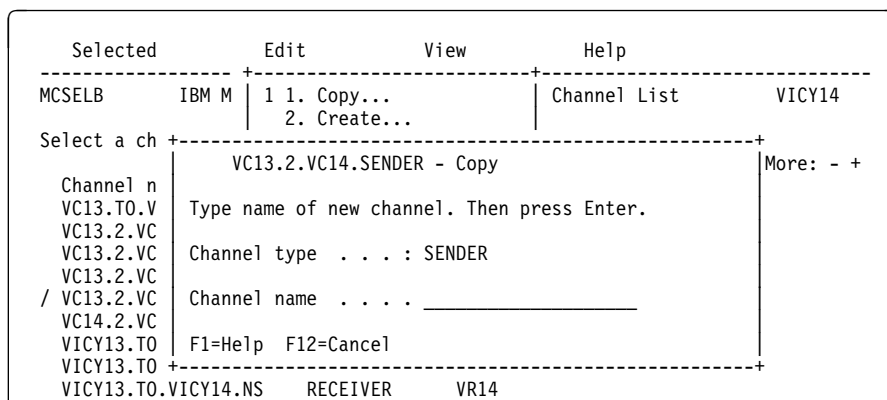 Selected Edit View Help
------------------ +--------------------------+-------------------------------
MCSELB IBM M | 1 1. Copy... | Channel List VICY14
| 2. Create... |
Select a ch +------------------------------------------------------+
| VC13.2.VC14.SENDER - Copy |More: - +
Channel n |
VC13.TO.V | Type name of new channel. Then press Enter. |
VC13.2.VC | |
VC13.2.VC | Channel type . . . : SENDER |
VC13.2.VC | |
/ VC13.2.VC | Channel name . . . . ____________________ |
VC14.2.VC | |
VICY13.TO | F1=Help F12=Cancel |
VICY13.TO +------------------------------------------------------+
VICY13.TO.VICY14.NS RECEIVER VR14